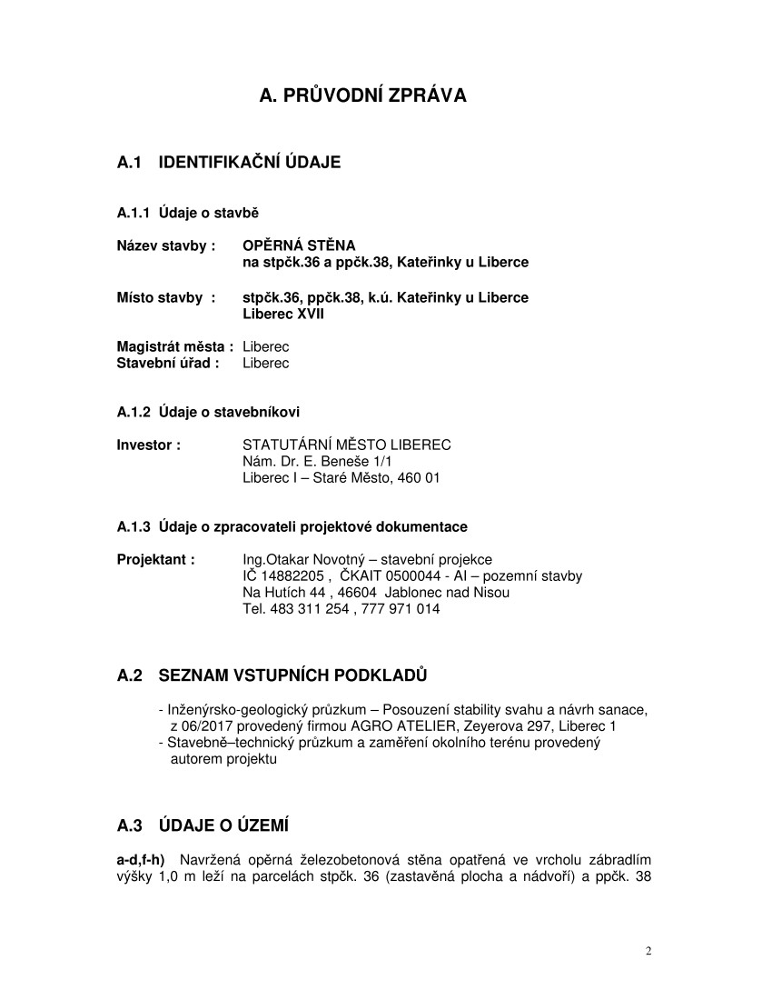 A. PRŮVODNÍ ZPRÁVA
A.1 IDENTIFIKAČNÍ ÚDAJE
A.1.1 Údaje o stavbě
Název stavby : OPĚRNÁ STĚNA
na stpčk.36 a ppčk.38, Kateřinky u Liberce
Místo stavby : stpčk.36, ppčk.38, k.ú. Kateřinky u Liberce
Liberec XVII
Magistrát města : Liberec
Stavební úřad : Liberec
A.1.2 Údaje o stavebníkovi
Investor : STATUTÁRNÍ MĚSTO LIBEREC
Nám. Dr. E. Beneše 1/1
Liberec I – Staré Město, 460 01
A.1.3 Údaje o zpracovateli projektové dokumentace
Projektant : Ing.Otakar Novotný – stavební projekce
IČ 14882205 , ČKAIT 0500044 - AI – pozemní stavby
Na Hutích 44 , 46604 Jablonec nad Nisou
Tel. 483 311 254 , 777 971 014
A.2 SEZNAM VSTUPNÍCH PODKLADŮ
- Inženýrsko-geologický průzkum – Posouzení stability svahu a návrh sanace,
z 06/2017 provedený firmou AGRO ATELIER, Zeyerova 297, Liberec 1
- Stavebně–technický průzkum a zaměření okolního terénu provedený
autorem projektu
A.3 ÚDAJE O ÚZEMÍ
a-d,f-h) Navržená opěrná železobetonová stěna opatřená ve vrcholu zábradlím
výšky 1,0 m leží na parcelách stpčk. 36 (zastavěná plocha a nádvoří) a ppčk. 38
2